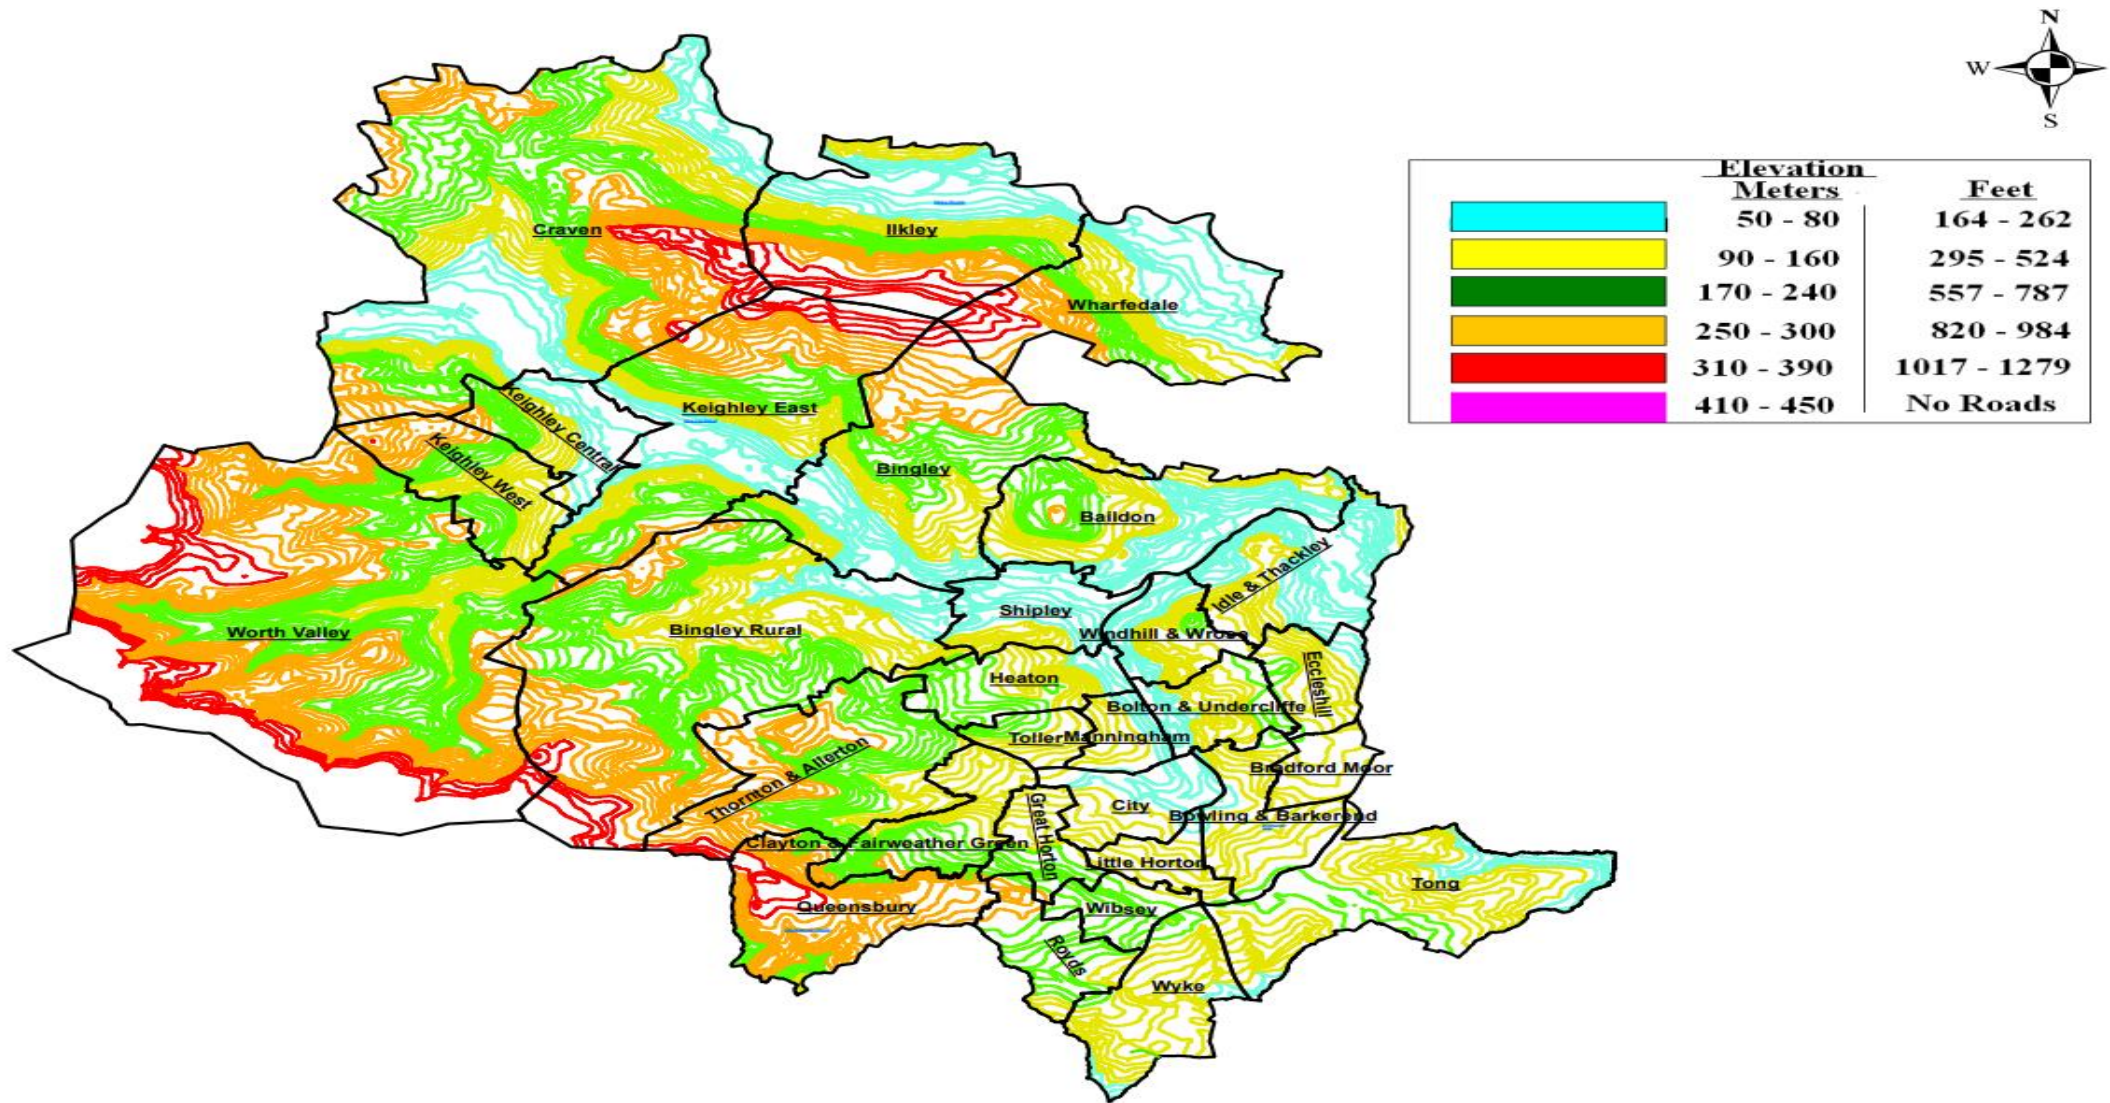 N
W
S
Elevation
Meters Feet
50 - 80 164 - 262
90 - 160 295 - 524
170 - 240 557 - 787
250 - 300 820 - 984
310 - 390 1017 - 1279
410 - 450 No Roads
Craven
Ilkley
Wharfedale
Keighley East
Keighley Central
Keighley West
Bingley
Baildon
Idle & Thackley
Shipley
Worth Valley
Bingley Rural
Windhill & Wrose
Heaton
Eccleshill
Bolton & Undercliffe
Toller
Manningham
Thornton & Allerton
Bradford Moor
City
Bowling & Barkerend
Great Horton
Clayton & Fairweather Green
Little Horton
Tong
Queensbury
Wibsey
Royds
Wyke